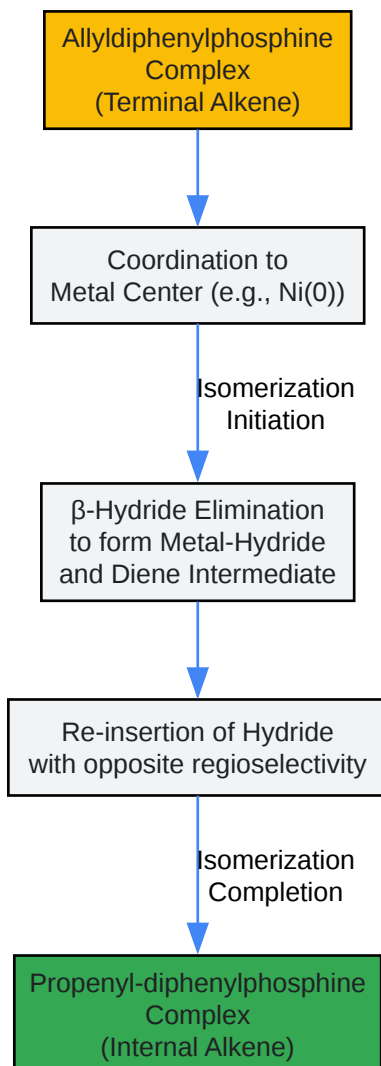 Allyldiphenylphosphine
Complex
(Terminal Alkene)
Coordination to
Metal Center (e.g., Ni(0))
Isomerization
Initiation
β-Hydride Elimination
to form Metal-Hydride
and Diene Intermediate
Re-insertion of Hydride
with opposite regioselectivity
Isomerization
Completion
Propenyl-diphenylphosphine
Complex
(Internal Alkene)